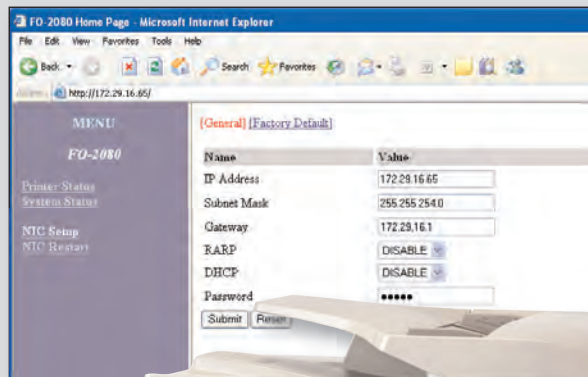 FO-2080 Home Page - Microsoft Internet Explorer
File Edit View Favorites Tools Help
Back Search Favorites
Address http://172.29.16.65/
MENU
FO-2080
Printer Status
System Status
NIC Setup
NIC Restart
[General] [Factory Default]
Name Value
IP Address 172.29.16.65
Subnet Mask 255.255.254.0
Gateway 172.29.16.1
RARP DISABLE
DHCP DISABLE
Password •••••
Submit Reset